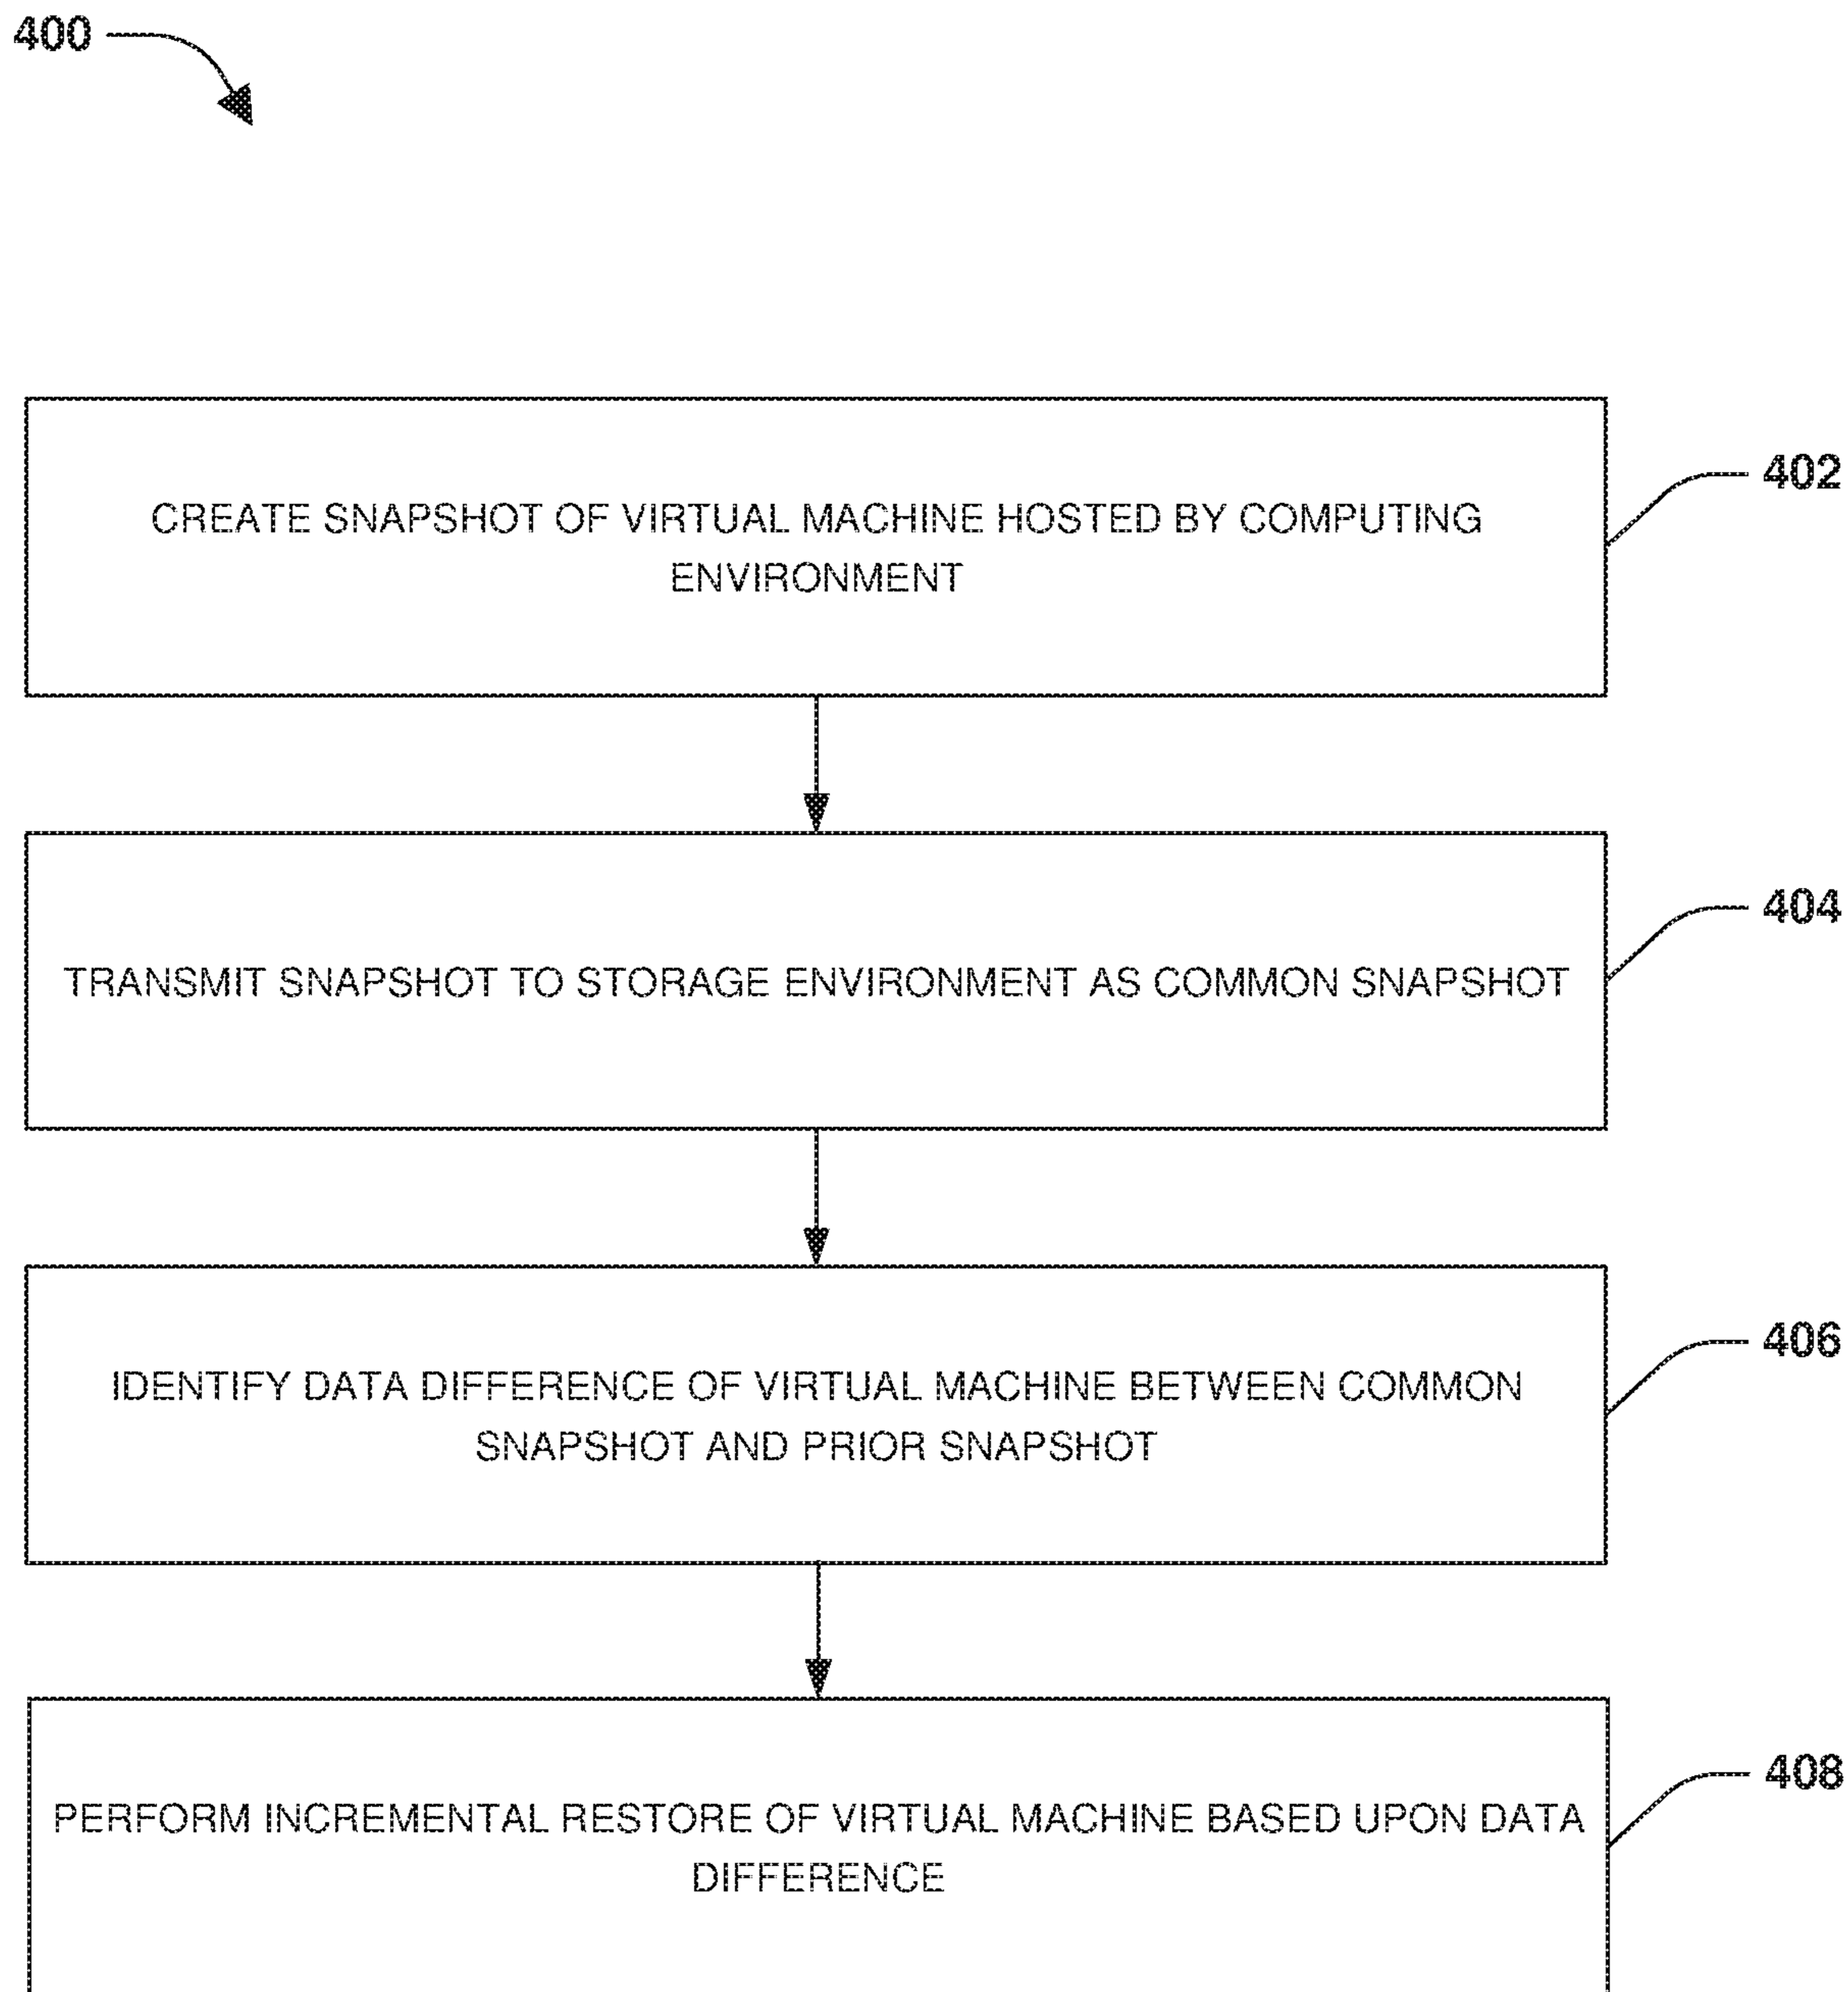 400
CREATE SNAPSHOT OF VIRTUAL MACHINE HOSTED BY COMPUTING
ENVIRONMENT
402
TRANSMIT SNAPSHOT TO STORAGE ENVIRONMENT AS COMMON SNAPSHOT
404
IDENTIFY DATA DIFFERENCE OF VIRTUAL MACHINE BETWEEN COMMON
SNAPSHOT AND PRIOR SNAPSHOT
406
PERFORM INCREMENTAL RESTORE OF VIRTUAL MACHINE BASED UPON DATA
DIFFERENCE
408